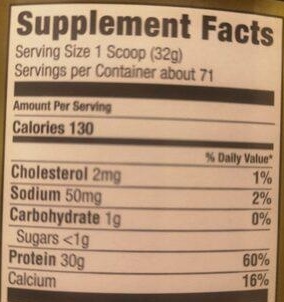 Supplement Facts
Serving Size 1 Scoop (32g)
Servings per Container about 71
Amount Per Serving
Calories 130
% Daily Value*
Cholesterol 2mg 1%
Sodium 50mg 2%
Carbohydrate 1g 0%
Sugars <1g
Protein 30g 60%
Calcium 16%